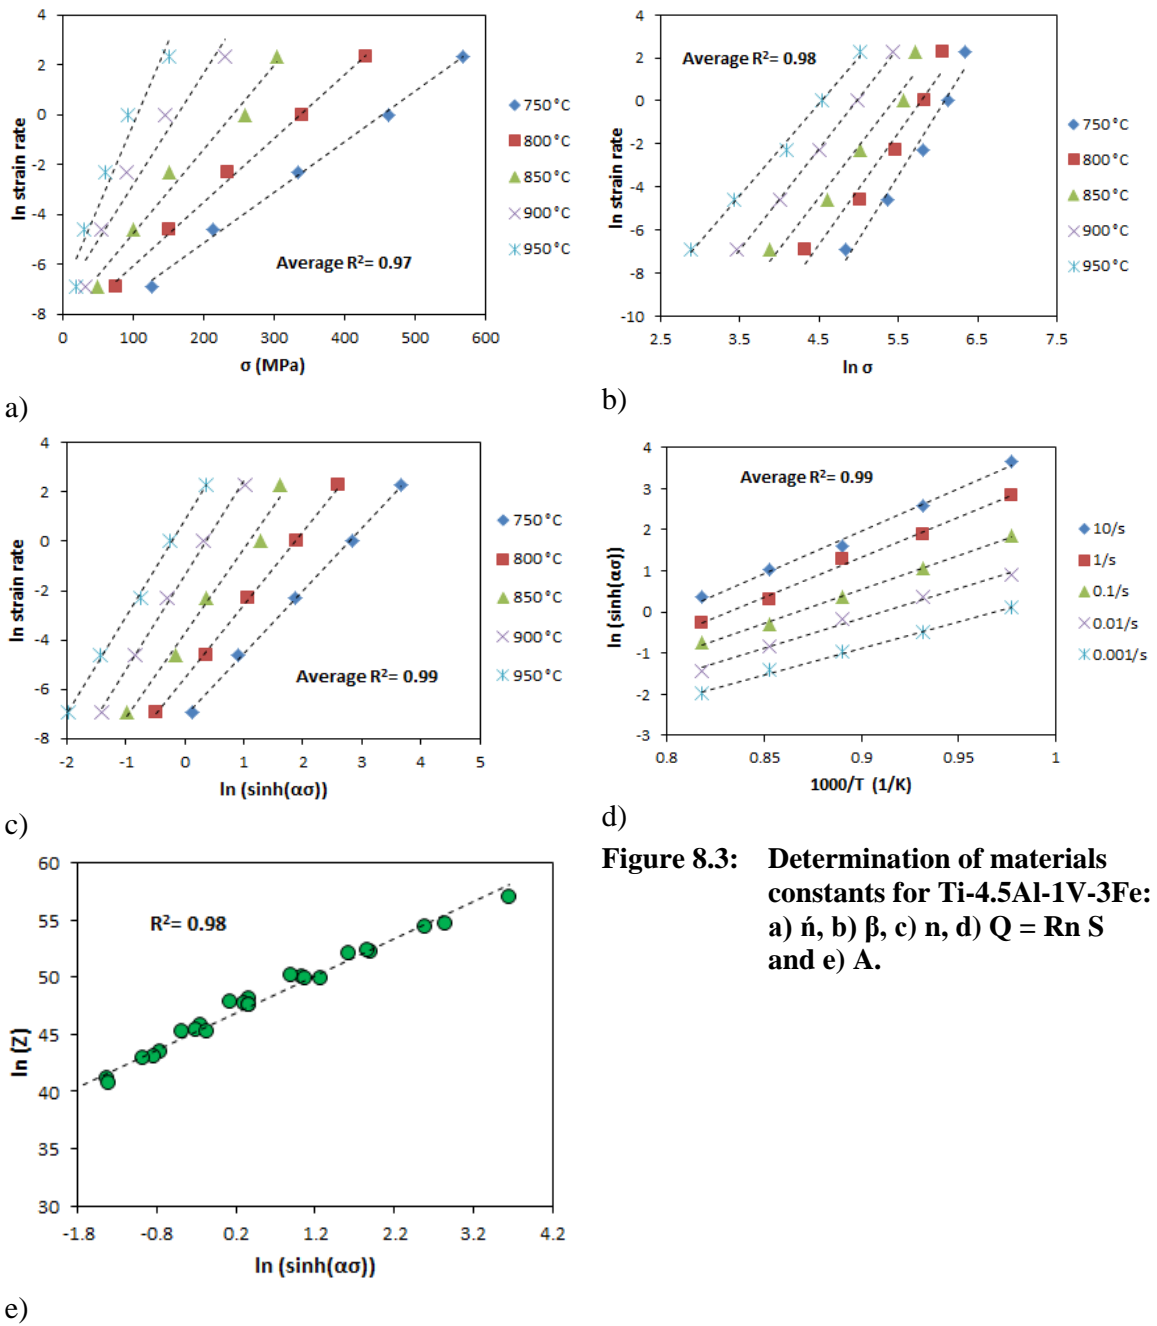 4
2
0
-2
-4
-6
-8
ln strain rate
0 100 200 300 400 500 600
σ (MPa)
Average R²= 0.97
750°C
800°C
850°C
900°C
950°C
a)
4
2
0
-2
-4
-6
-8
-10
ln strain rate
2.5 3.5 4.5 5.5 6.5 7.5
ln σ
Average R²= 0.98
750°C
800°C
850°C
900°C
950°C
b)
4
2
0
-2
-4
-6
-8
ln strain rate
-2 -1 0 1 2 3 4 5
ln (sinh(ασ))
Average R²= 0.99
750°C
800°C
850°C
900°C
950°C
c)
4
3
2
1
0
-1
-2
-3
ln (sinh(ασ))
0.8 0.85 0.9 0.95 1
1000/T (1/K)
Average R²= 0.99
10/s
1/s
0.1/s
0.01/s
0.001/s
d)
Figure 8.3: Determination of materials
constants for Ti-4.5Al-1V-3Fe:
a) ń, b) β, c) n, d) Q = Rn S
and e) A.
60
55
50
45
40
35
30
ln (Z)
-1.8 -0.8 0.2 1.2 2.2 3.2 4.2
ln (sinh(ασ))
R²= 0.98
e)